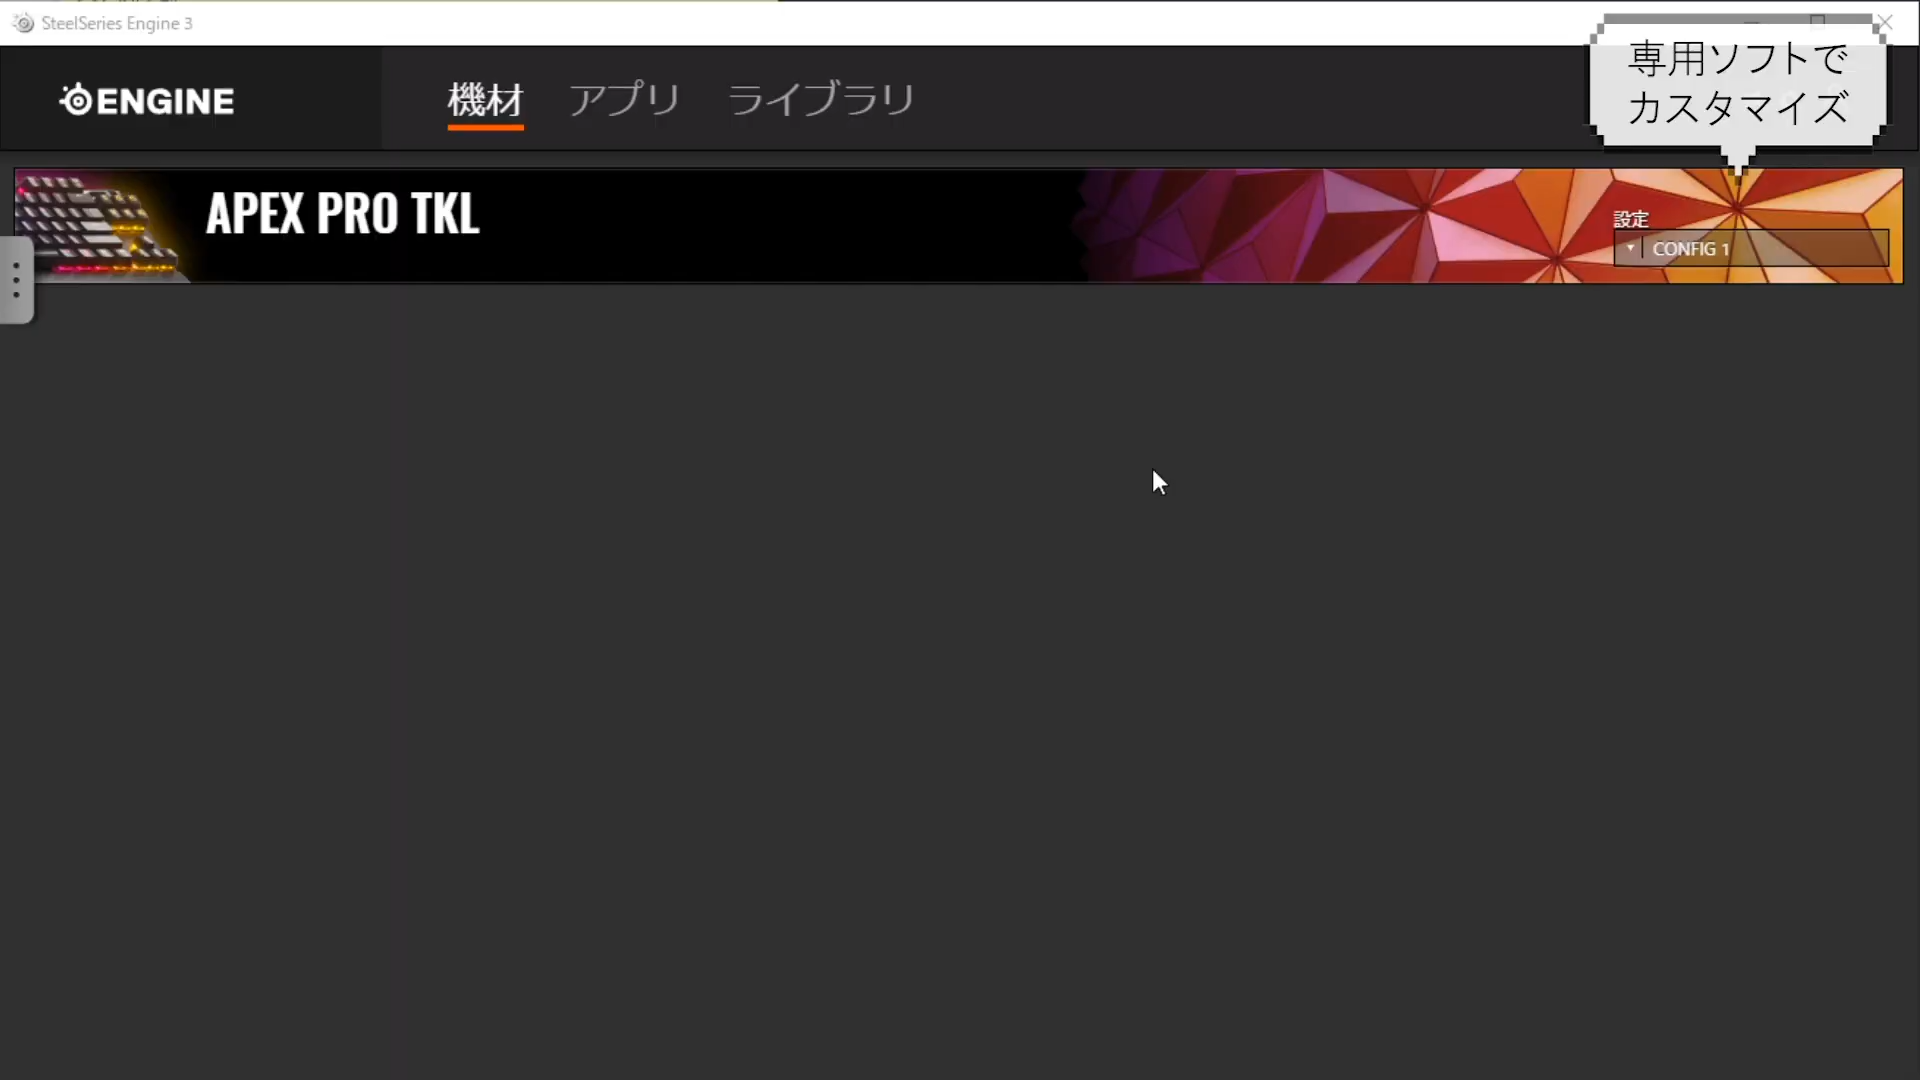 SteelSeries Engine 3
専用ソフトで
カスタマイズ
ENGINE
機材
アプリ
ライブラリ
APEX PRO TKL
設定
CONFIG 1